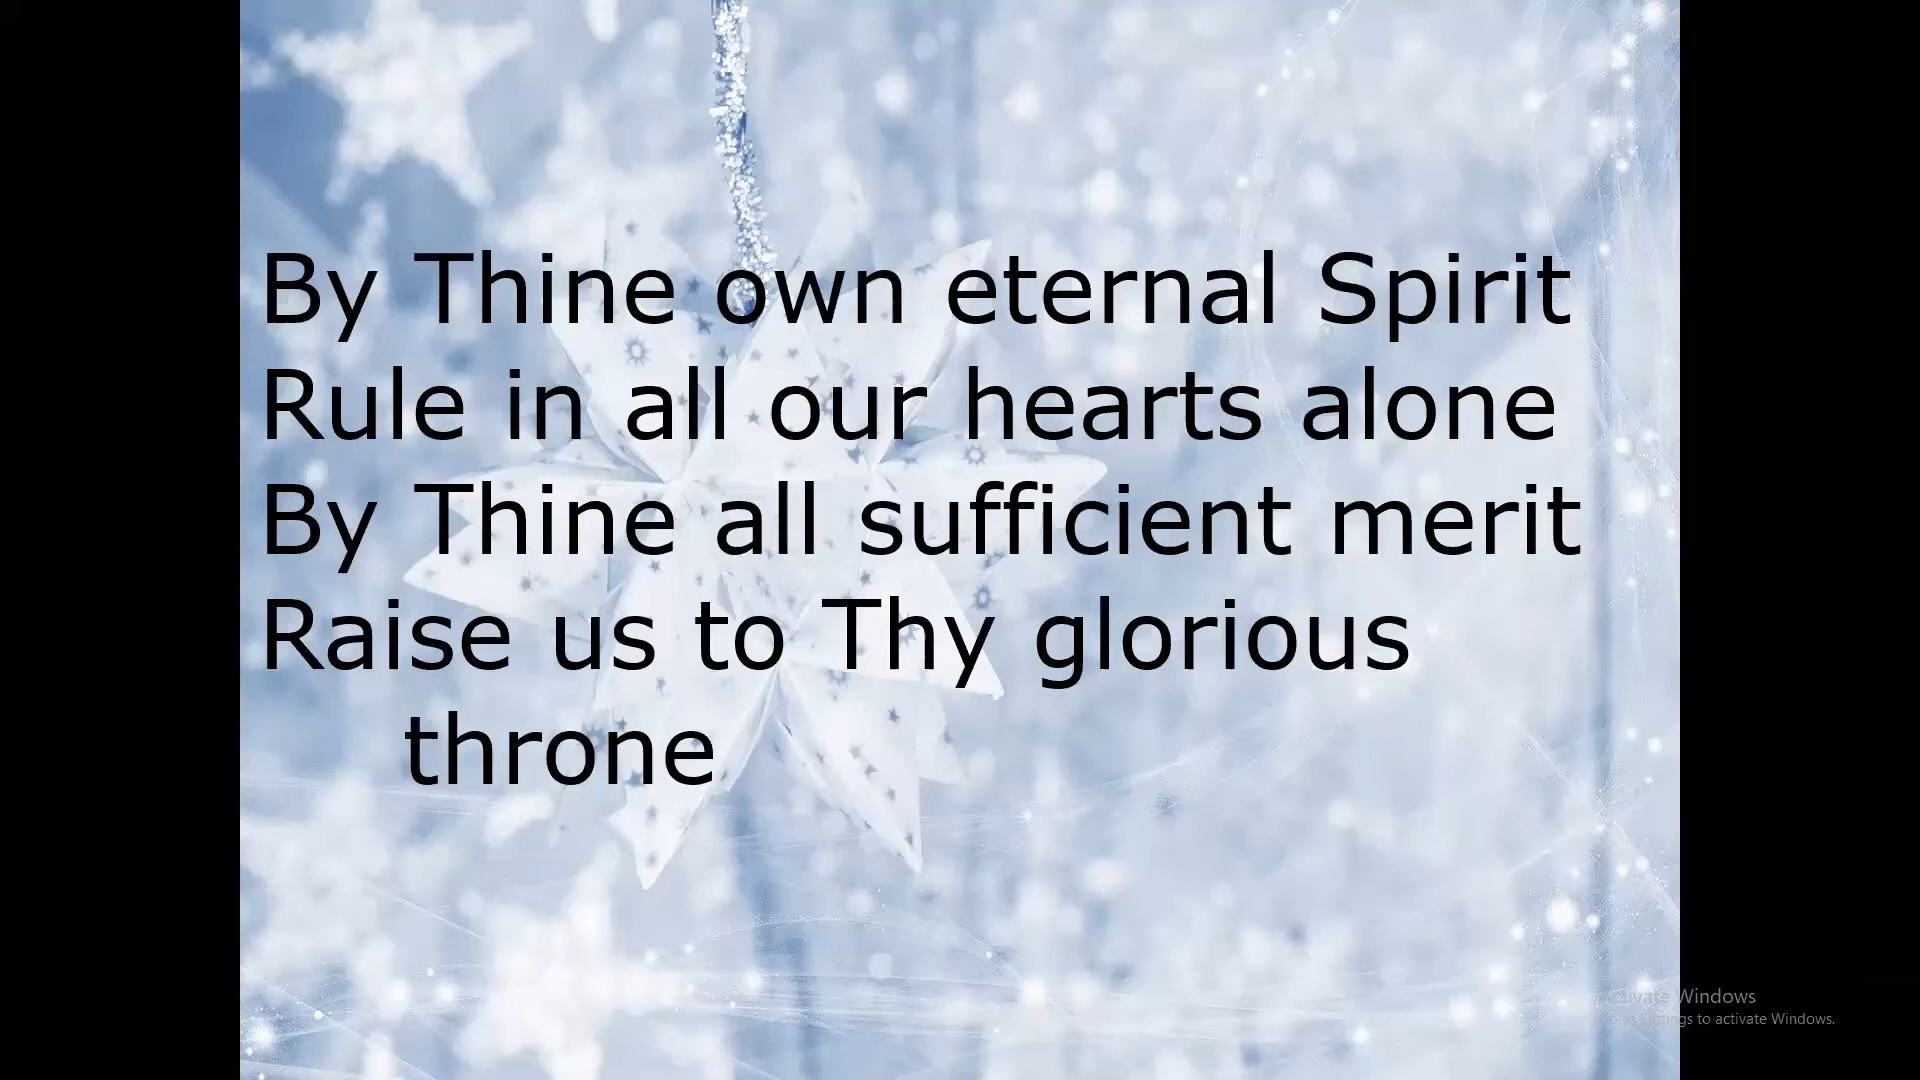 By Thine own eternal Spirit
Rule in all our hearts alone
By Thine all sufficient merit
Raise us to Thy glorious
throne
Activate Windows
to activate Windows.